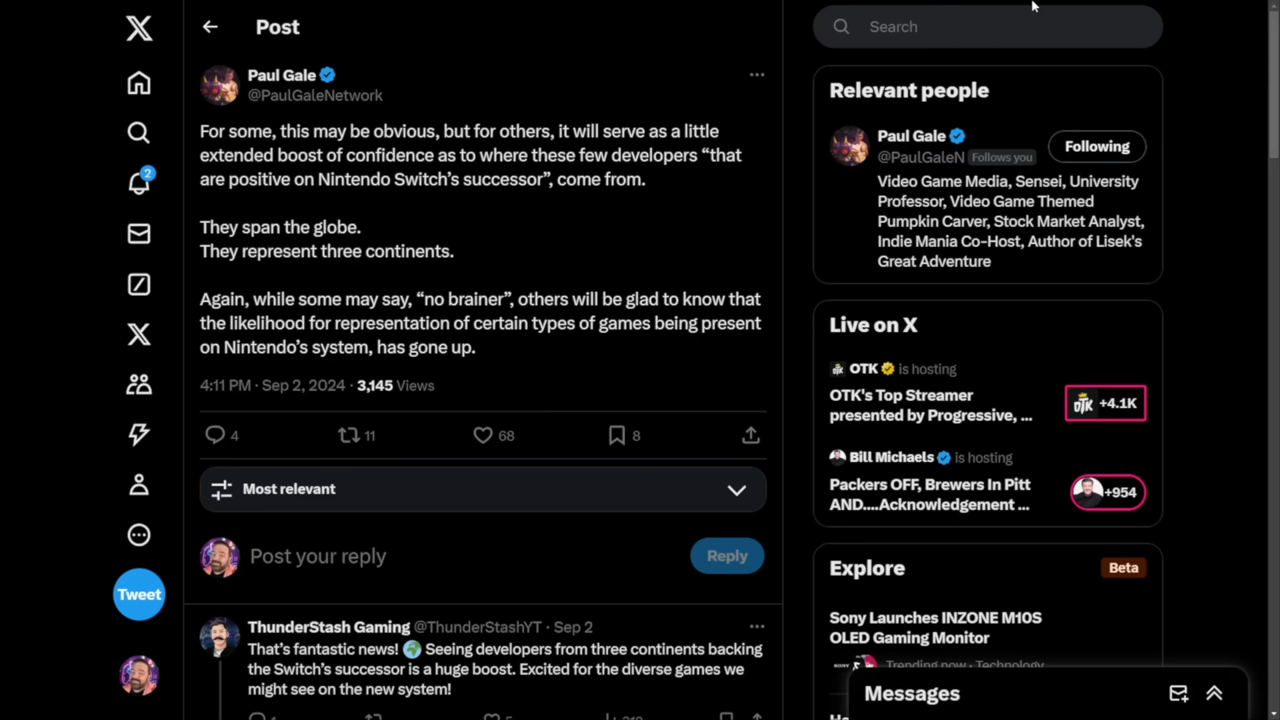 Post
Search
Paul Gale
@PaulGaleNetwork
For some, this may be obvious, but for others, it will serve as a little
extended boost of confidence as to where these few developers “that
are positive on Nintendo Switch’s successor”, come from.
They span the globe.
They represent three continents.
Again, while some may say, “no brainer”, others will be glad to know that
the likelihood for representation of certain types of games being present
on Nintendo’s system, has gone up.
4:11 PM · Sep 2, 2024 · 3,145 Views
4 11 68 8
Most relevant
Post your reply
Reply
ThunderStash Gaming @ThunderStashYT · Sep 2
That’s fantastic news! Seeing developers from three continents backing
the Switch’s successor is a huge boost. Excited for the diverse games we
might see on the new system!
2
Tweet
Relevant people
Paul Gale
@PaulGaleN Follows you
Following
Video Game Media, Sensei, University
Professor, Video Game Themed
Pumpkin Carver, Stock Market Analyst,
Indie Mania Co-Host, Author of Lisek's
Great Adventure
Live on X
OTK is hosting
OTK's Top Streamer
presented by Progressive, ...
OTK +4.1K
Bill Michaels is hosting
Packers OFF, Brewers In Pitt
AND....Acknowledgement ...
+954
Explore
Beta
Sony Launches INZONE M10S
OLED Gaming Monitor
Trending now · Technology
Messages